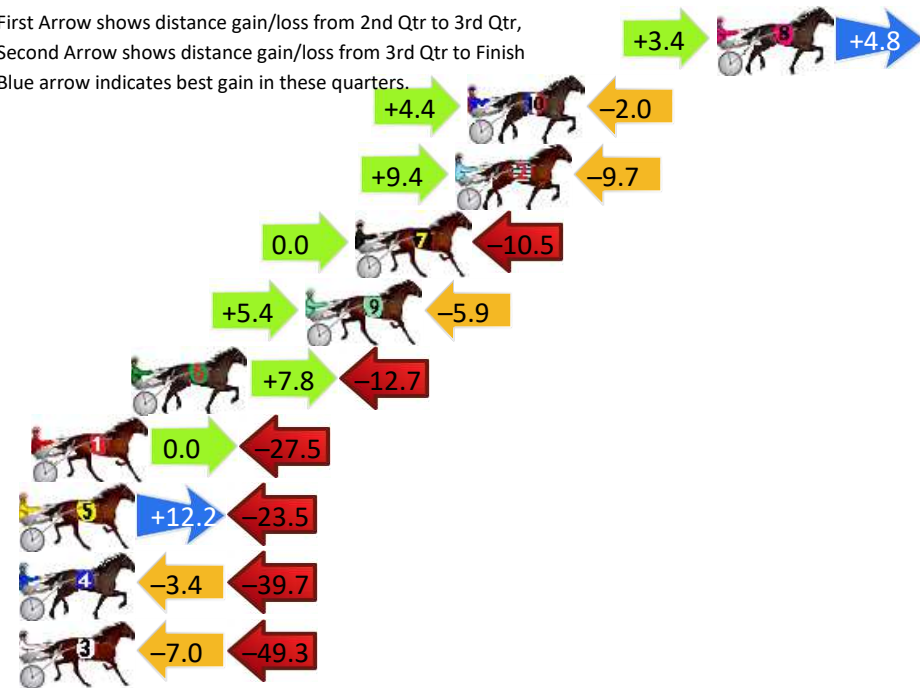 First Arrow shows distance gain/loss from 2nd Qtr to 3rd Qtr,
Second Arrow shows distance gain/loss from 3rd Qtr to Finish
Blue arrow indicates best gain in these quarters.
+3.4 8 +4.8
+4.4 10 –2.0
+9.4 2 –9.7
0.0 7 –10.5
+5.4 9 –5.9
6 +7.8 –12.7
1 0.0 –27.5
5 +12.2 –23.5
4 –3.4 –39.7
3 –7.0 –49.3